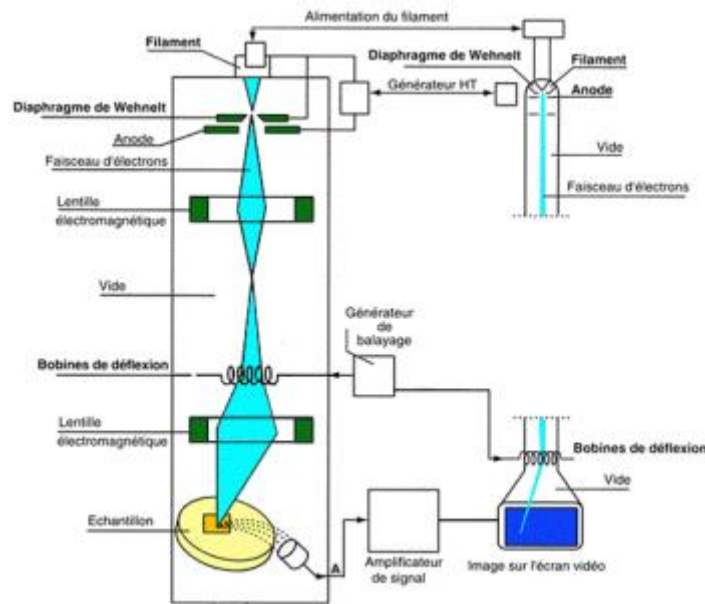 Alimentation du filament
Filament
Diaphragme de Wehnelt
Filament
Anode
Générateur HT
Diaphragme de Wehnelt
Anode
Vide
Faisceau d'électrons
Faisceau d'électrons
Lentille
électromagnétique
Vide
Générateur
de
balayage
Bobines de déflexion
Lentille
électromagnétique
Bobines de déflexion
Vide
Echantillon
A
Amplificateur
de signal
Image sur l'écran vidéo